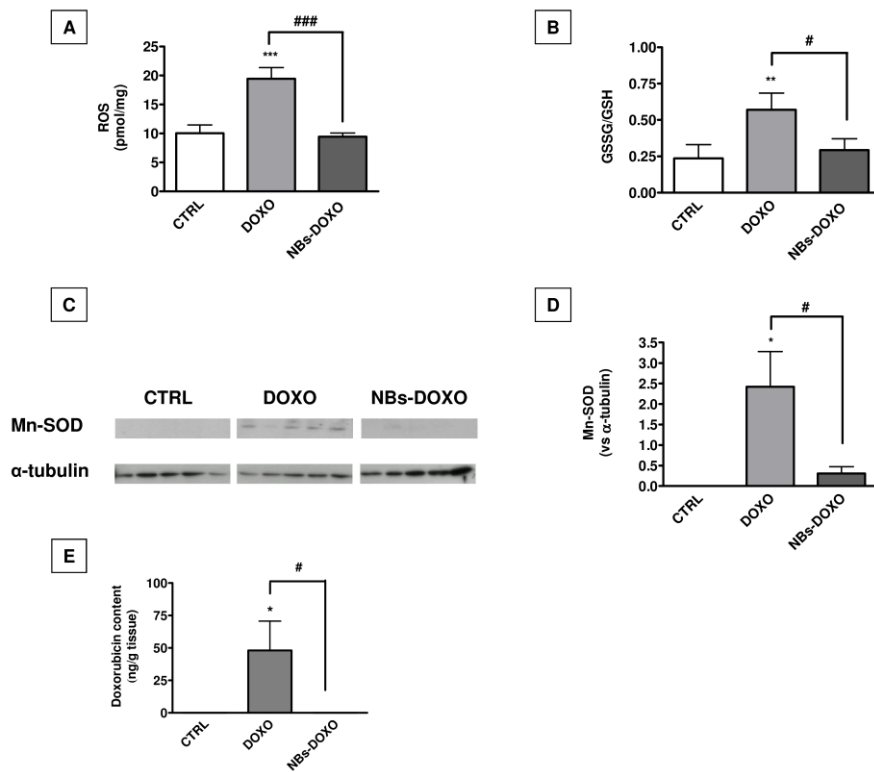 A
###
***
ROS
(pmol/mg)
25
20
15
10
5
0
CTRL
DOXO
NBs-DOXO
B
#
**
GSSG/GSH
1.00
0.75
0.50
0.25
0.00
CTRL
DOXO
NBs-DOXO
C
CTRL DOXO NBs-DOXO
Mn-SOD
α-tubulin
D
#
*
Mn-SOD
(vs α-tubulin)
3.5
3.0
2.5
2.0
1.5
1.0
0.5
0.0
CTRL
DOXO
NBs-DOXO
E
#
*
Doxorubicin content
(ng/g tissue)
100
75
50
25
0
CTRL
DOXO
NBs-DOXO